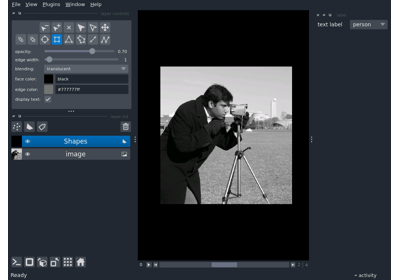 File View Plugins Window Help
opacity: 0.70
edge width: 1
blending: translucent
face color: black
edge color: #777777ff
display text: ✓
Shapes
image
text label person
Ready
activity